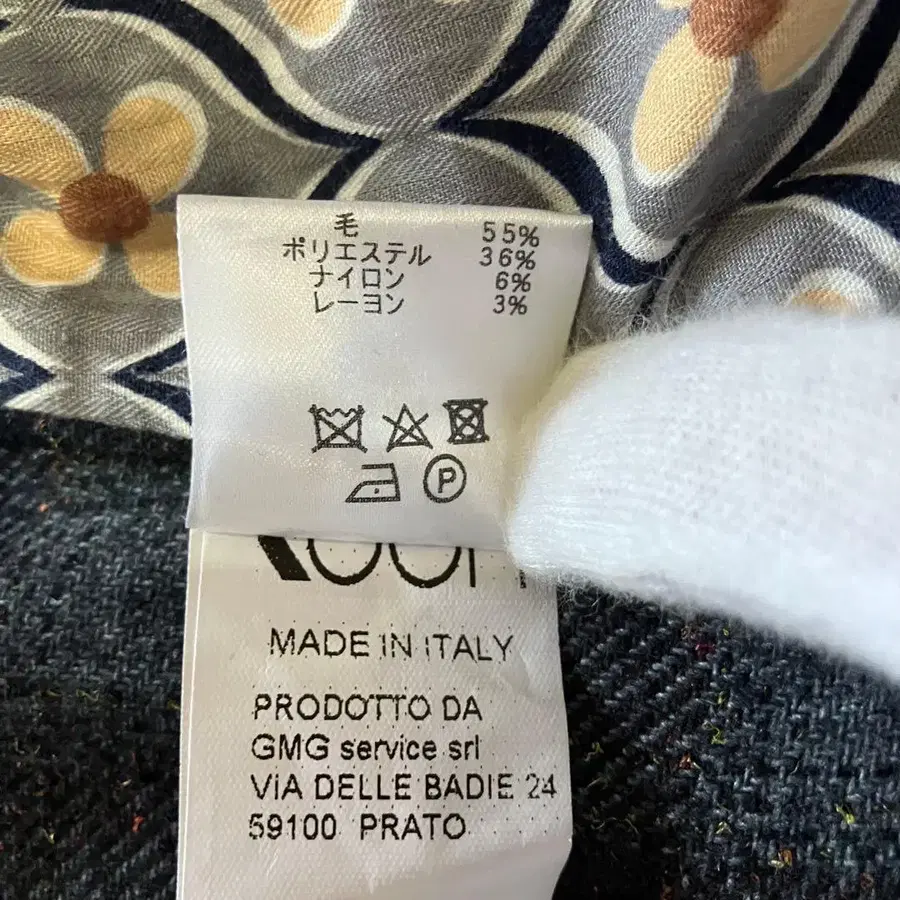 毛 55%
ポリエステル 36%
ナイロン 6%
レーヨン 3%
P
MADE IN ITALY
PRODOTTO DA
GMG service srl
VIA DELLE BADIE 24
59100 PRATO